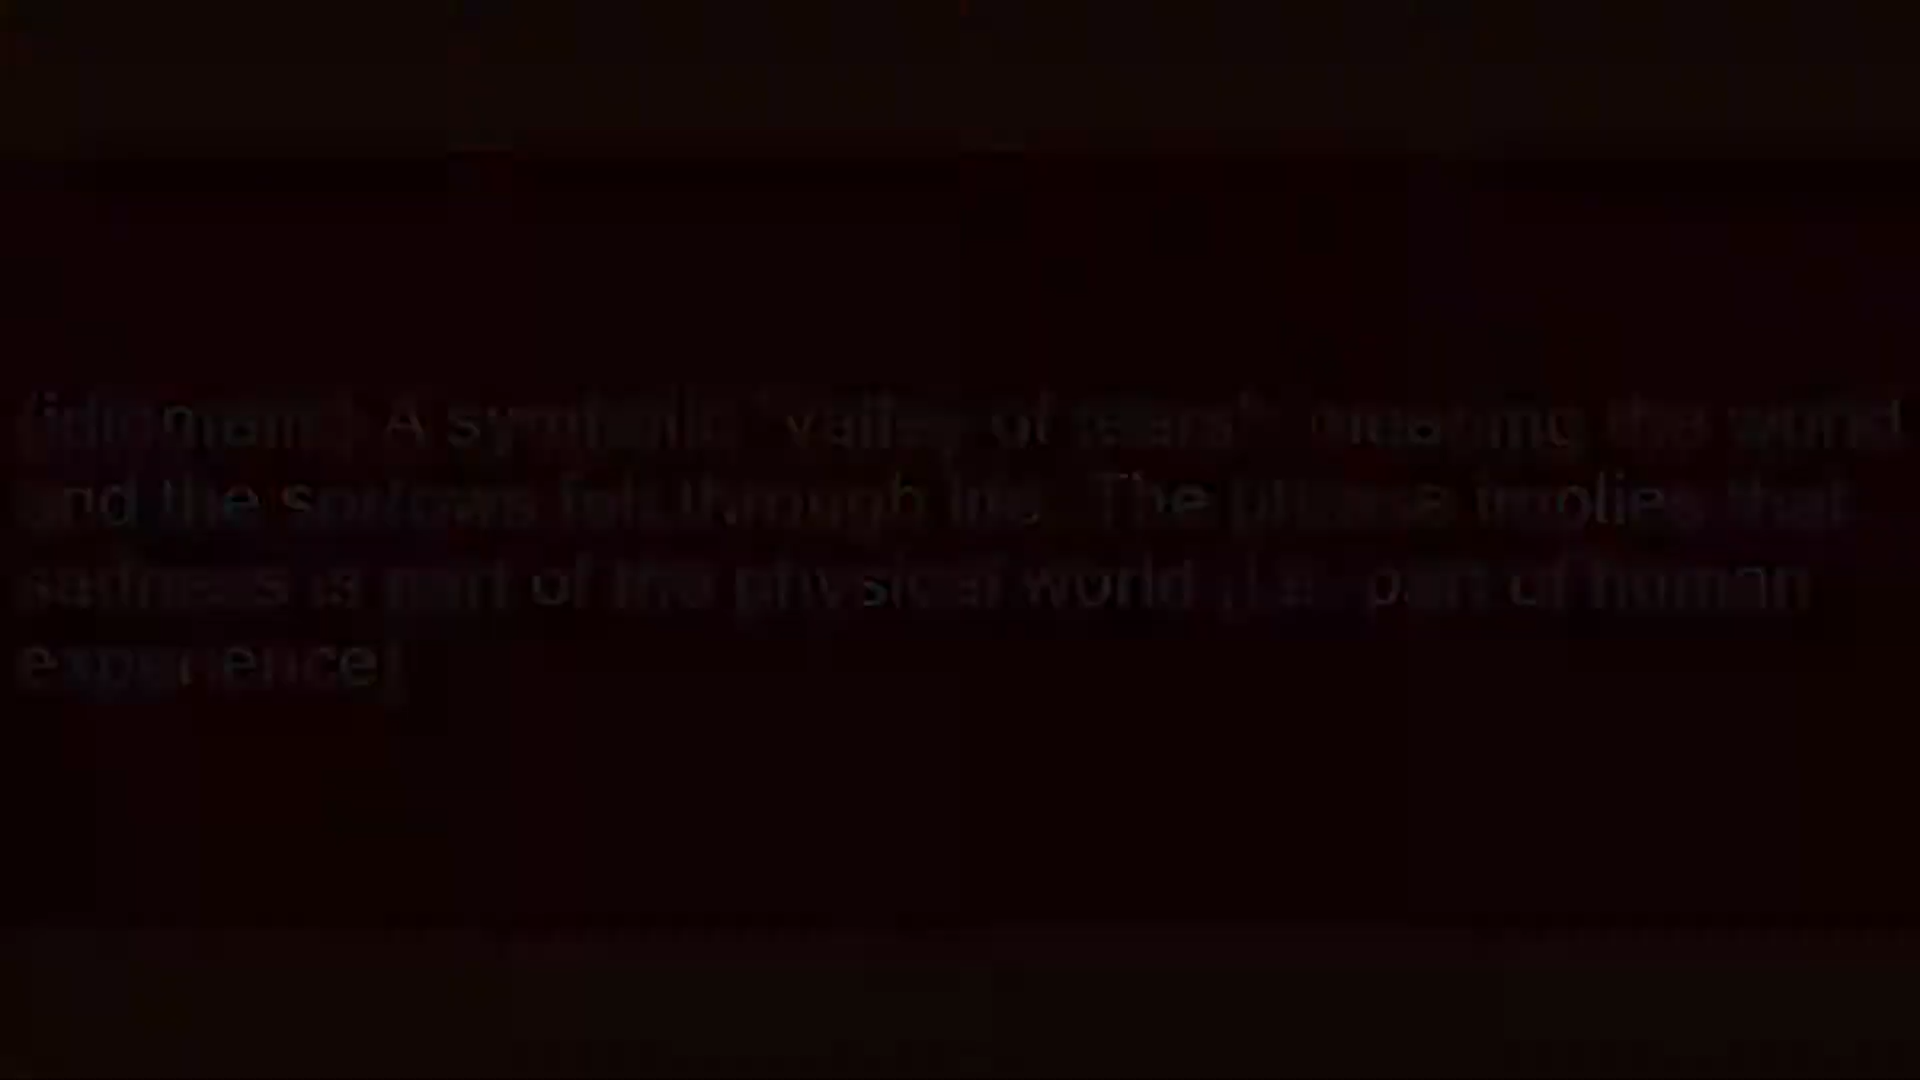 (idiomatic) A symbolic "valley of tears"; meaning the world
and the sorrows felt through life. The phrase implies that
sadness is part of the physical world (i.e. part of human
experience)